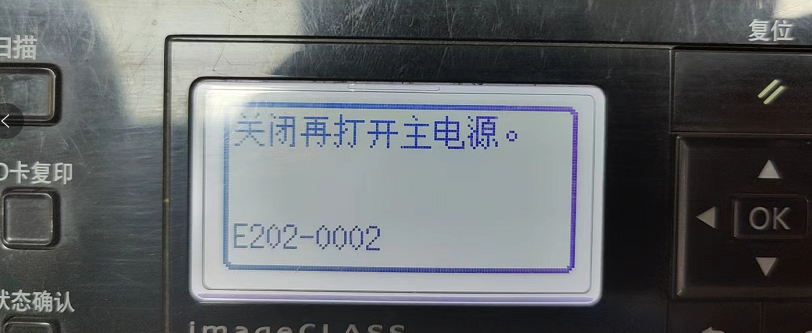 复位
扫描
关闭再打开主电源。
D卡复印
OK
E202-0002
状态确认
imageCLASS